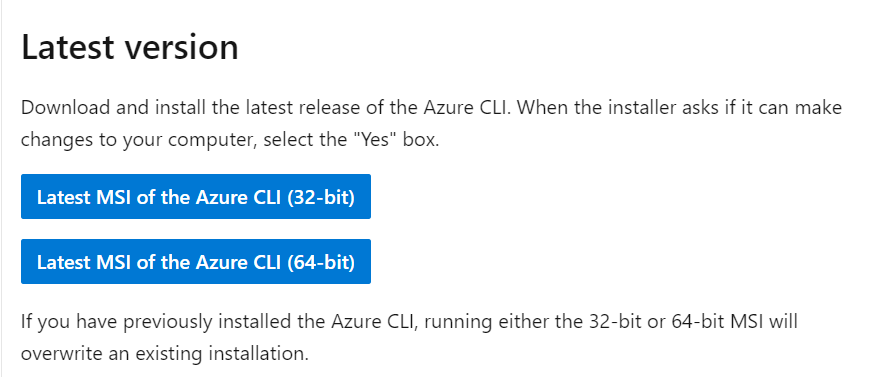 Latest version
Download and install the latest release of the Azure CLI. When the installer asks if it can make
changes to your computer, select the "Yes" box.
Latest MSI of the Azure CLI (32-bit)
Latest MSI of the Azure CLI (64-bit)
If you have previously installed the Azure CLI, running either the 32-bit or 64-bit MSI will
overwrite an existing installation.